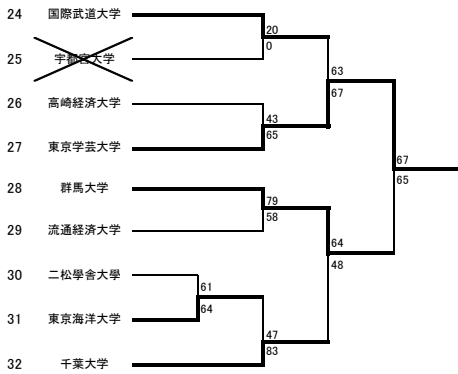 24 国際武道大学
20
0
25 宇都宮大学
63
67
26 高崎経済大学
43
65
27 東京学芸大学
67
65
28 群馬大学
79
58
29 流通経済大学
64
48
30 二松學舎大學
61
64
31 東京海洋大学
47
83
32 千葉大学